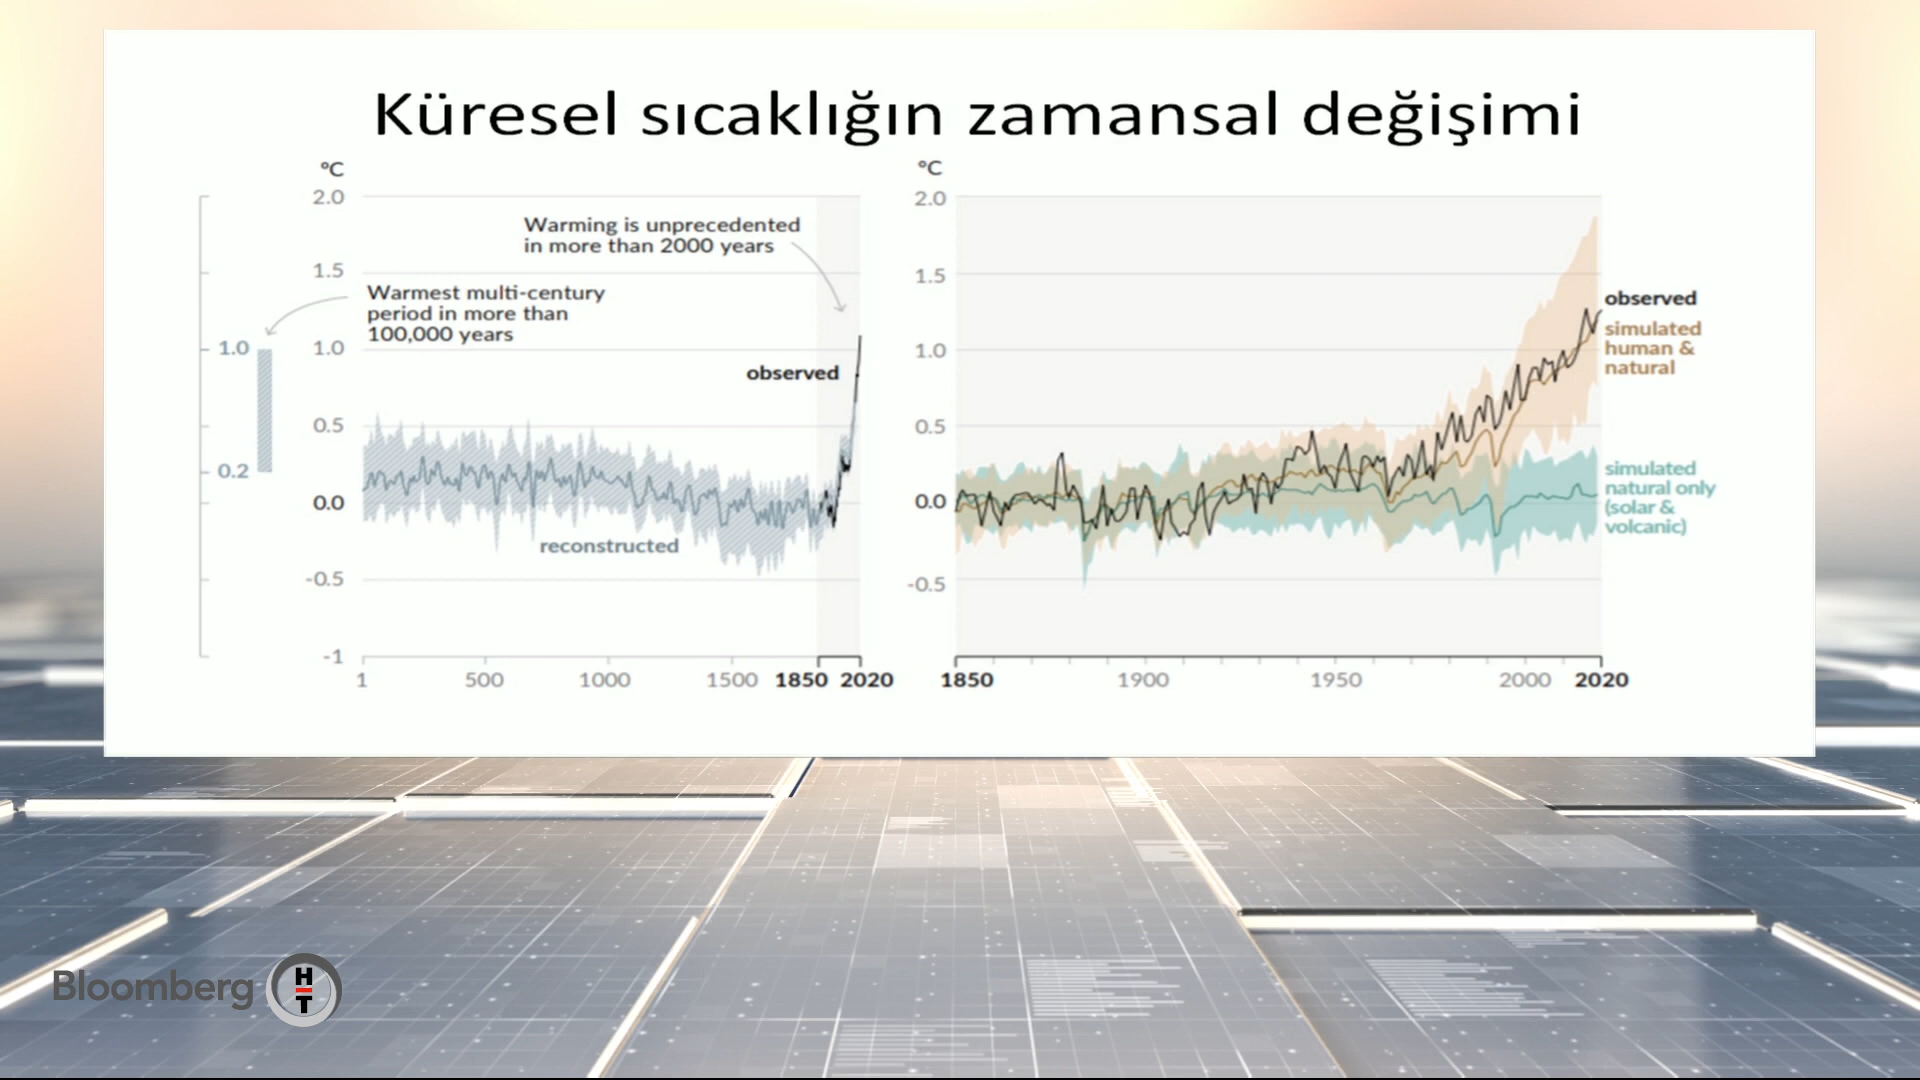 Küresel sıcaklığın zamansal değişimi
°C
2.0
1.5
1.0
0.5
0.0
-0.5
-1
1.0
0.2
Warming is unprecedented
in more than 2000 years
Warmest multi-century
period in more than
100,000 years
observed
reconstructed
1 500 1000 1500 1850 2020
°C
2.0
1.5
1.0
0.5
0.0
-0.5
observed
simulated
human &
natural
simulated
natural only
(solar &
volcanic)
1850 1900 1950 2000 2020
Bloomberg HT